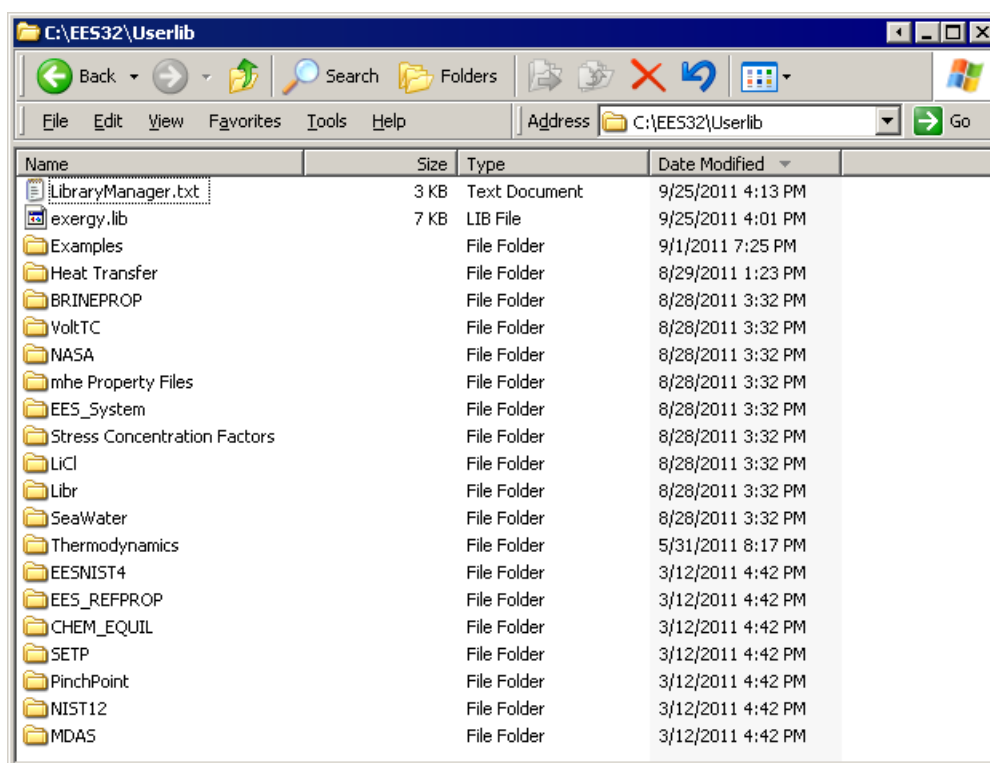 C:\EES32\Userlib
Back Search Folders
File Edit View Favorites Tools Help Address C:\EES32\Userlib Go
Name Size Type Date Modified
LibraryManager.txt 3 KB Text Document 9/25/2011 4:13 PM
exergy.lib 7 KB LIB File 9/25/2011 4:01 PM
Examples File Folder 9/1/2011 7:25 PM
Heat Transfer File Folder 8/29/2011 1:23 PM
BRINEPROP File Folder 8/28/2011 3:32 PM
VoltTC File Folder 8/28/2011 3:32 PM
NASA File Folder 8/28/2011 3:32 PM
mhe Property Files File Folder 8/28/2011 3:32 PM
EES_System File Folder 8/28/2011 3:32 PM
Stress Concentration Factors File Folder 8/28/2011 3:32 PM
LiCl File Folder 8/28/2011 3:32 PM
Libr File Folder 8/28/2011 3:32 PM
SeaWater File Folder 8/28/2011 3:32 PM
Thermodynamics File Folder 5/31/2011 8:17 PM
EESNIST4 File Folder 3/12/2011 4:42 PM
EES_REFPROP File Folder 3/12/2011 4:42 PM
CHEM_EQUIL File Folder 3/12/2011 4:42 PM
SETP File Folder 3/12/2011 4:42 PM
PinchPoint File Folder 3/12/2011 4:42 PM
NIST12 File Folder 3/12/2011 4:42 PM
MDAS File Folder 3/12/2011 4:42 PM